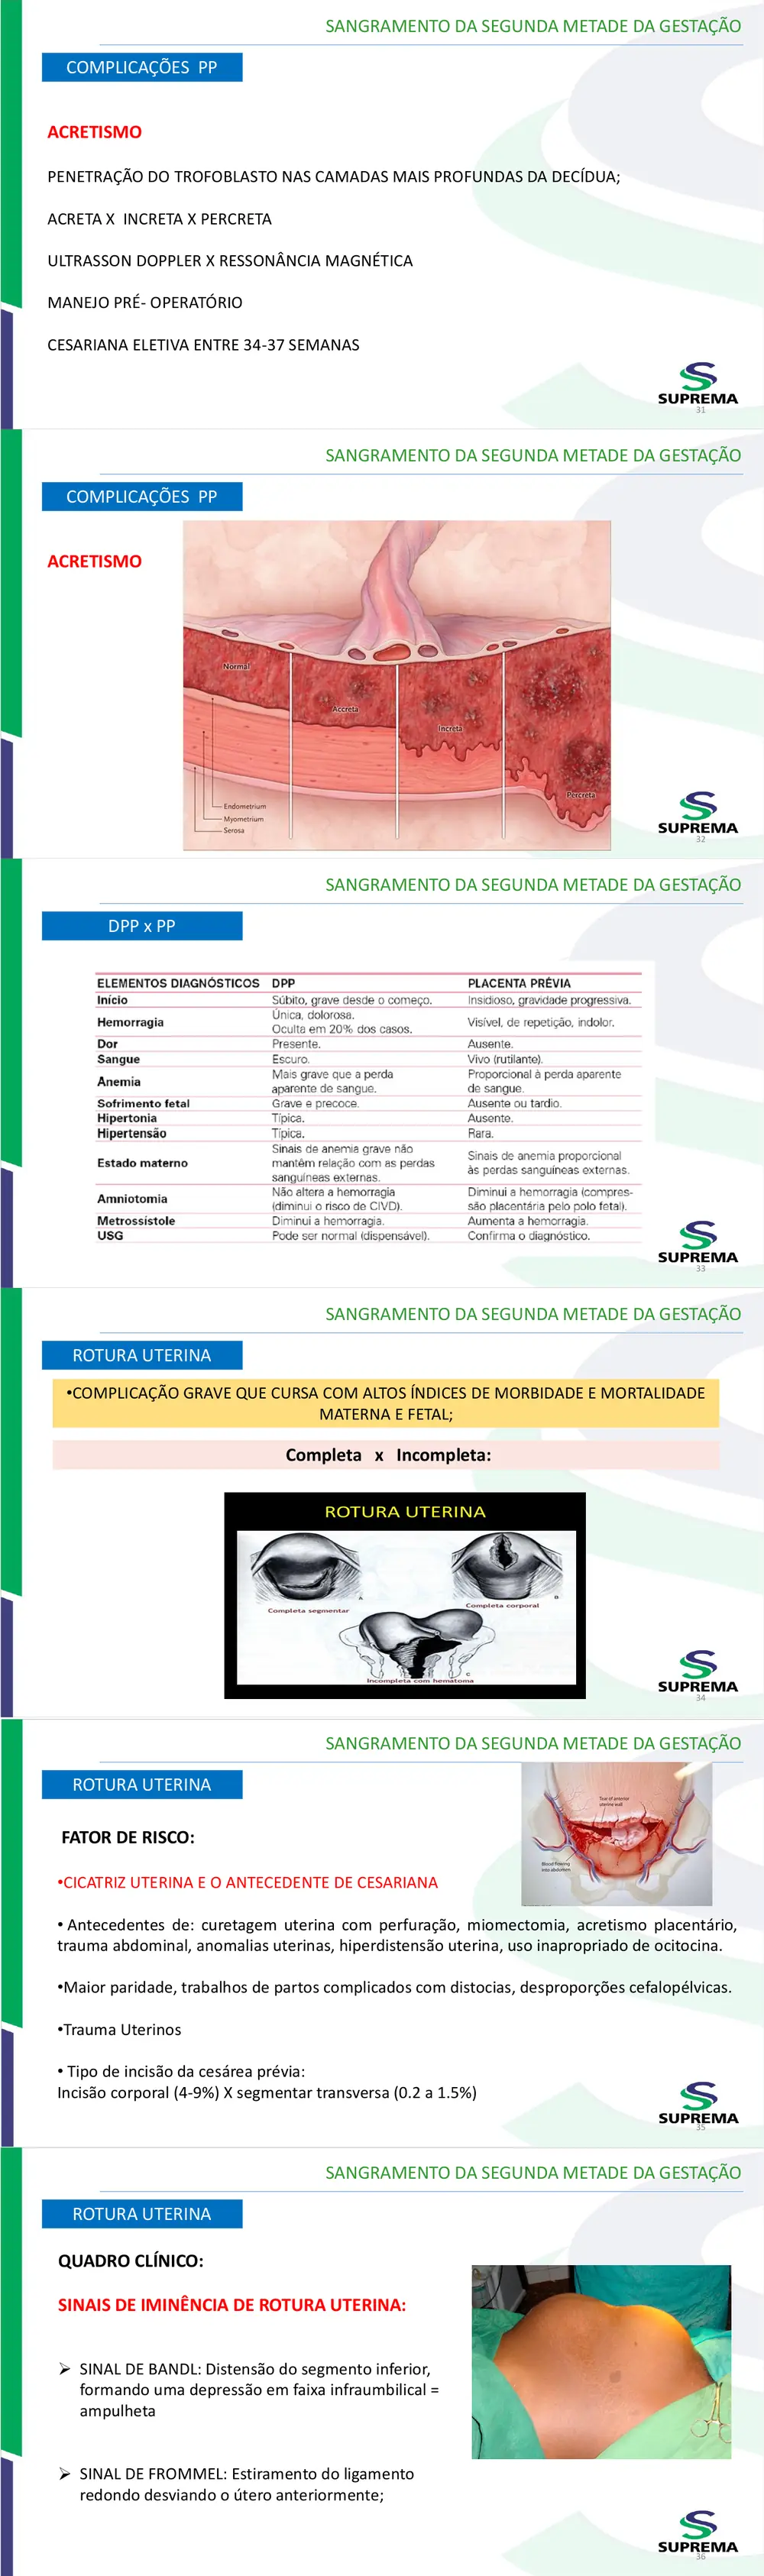 SANGRAMENTO DA SEGUNDA METADE DA GESTAÇÃO
COMPLICAÇÕES PP
ACRETISMO
PENETRAÇÃO DO TROFOBLASTO NAS CAMADAS MAIS PROFUNDAS DA DECÍDUA;
ACRETA X INCRETA X PERCRETA
ULTRASSON DOPPLER X RESSONÂNCIA MAGNÉTICA
MANEJO PRÉ- OPERATÓRIO
CESARIANA ELETIVA ENTRE 34-37 SEMANAS
SUPREMA
31
SANGRAMENTO DA SEGUNDA METADE DA GESTAÇÃO
COMPLICAÇÕES PP
ACRETISMO
Normal
Accreta
Increta
Percreta
Endometrium
Myometrium
Serosa
SUPREMA
32
SANGRAMENTO DA SEGUNDA METADE DA GESTAÇÃO
DPP x PP
ELEMENTOS DIAGNÓSTICOS DPP PLACENTA PRÉVIA
Início Súbito, grave desde o começo. Insidioso, gravidade progressiva.
Hemorragia Única, dolorosa. Oculta em 20% dos casos. Visível, de repetição, indolor.
Dor Presente. Ausente.
Sangue Escuro. Vivo (rutilante).
Anemia Mais grave que a perda aparente de sangue. Proporcional à perda aparente de sangue.
Sofrimento fetal Grave e precoce. Ausente ou tardio.
Hipertonia Típica. Ausente.
Hipertensão Típica. Rara.
Estado materno Sinais de anemia grave não mantêm relação com as perdas sanguíneas externas. Sinais de anemia proporcional às perdas sanguíneas externas.
Amniotomia Não altera a hemorragia (diminui o risco de CIVD). Diminui a hemorragia (compres- são placentária pelo polo fetal).
Metrossístole Diminui a hemorragia. Aumenta a hemorragia.
USG Pode ser normal (dispensável). Confirma o diagnóstico.
SUPREMA
33
SANGRAMENTO DA SEGUNDA METADE DA GESTAÇÃO
ROTURA UTERINA
•COMPLICAÇÃO GRAVE QUE CURSA COM ALTOS ÍNDICES DE MORBIDADE E MORTALIDADE
MATERNA E FETAL;
Completa x Incompleta:
ROTURA UTERINA
A
B
Completa segmentar
Completa corporal
C
Incompleta com hematoma
SUPREMA
34
SANGRAMENTO DA SEGUNDA METADE DA GESTAÇÃO
ROTURA UTERINA
Tear of anterior
uterine wall
Blood flowing
into abdomen
FATOR DE RISCO:
•CICATRIZ UTERINA E O ANTECEDENTE DE CESARIANA
• Antecedentes de: curetagem uterina com perfuração, miomectomia, acretismo placentário,
trauma abdominal, anomalias uterinas, hiperdistensão uterina, uso inapropriado de ocitocina.
•Maior paridade, trabalhos de partos complicados com distocias, desproporções cefalopélvicas.
•Trauma Uterinos
• Tipo de incisão da cesárea prévia:
Incisão corporal (4-9%) X segmentar transversa (0.2 a 1.5%)
SUPREMA
35
SANGRAMENTO DA SEGUNDA METADE DA GESTAÇÃO
ROTURA UTERINA
QUADRO CLÍNICO:
SINAIS DE IMINÊNCIA DE ROTURA UTERINA:
➢ SINAL DE BANDL: Distensão do segmento inferior,
formando uma depressão em faixa infraumbilical =
ampulheta
➢ SINAL DE FROMMEL: Estiramento do ligamento
redondo desviando o útero anteriormente;
SUPREMA
36